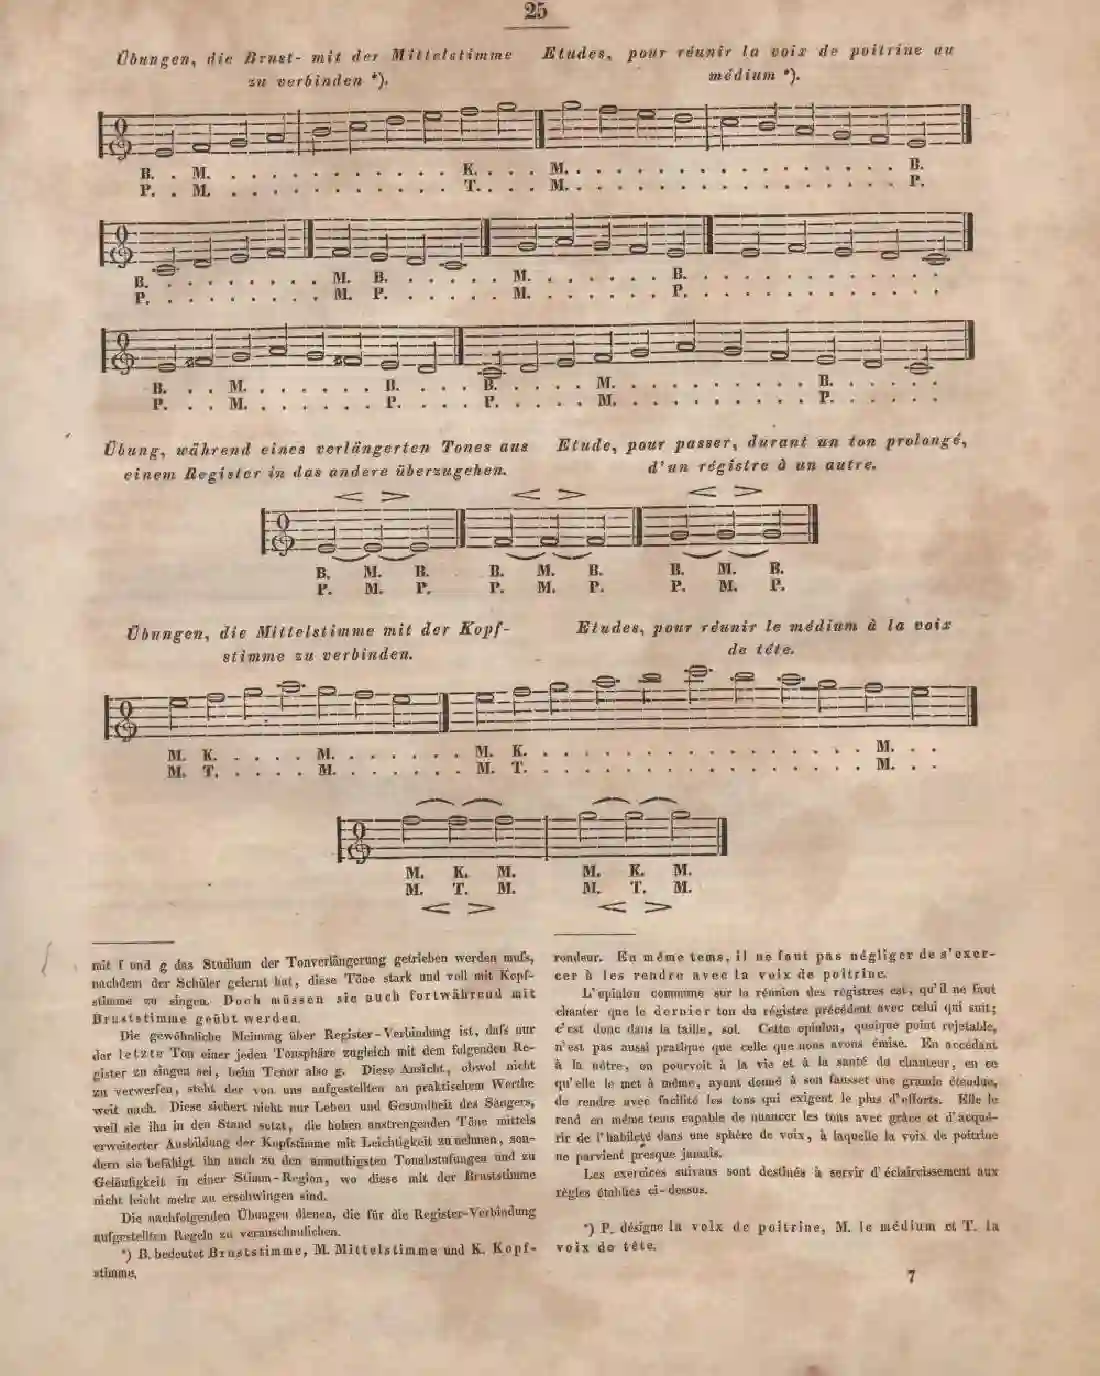 25
Übungen, die Brust- mit der Mittelstimme
zu verbinden *).
Etudes, pour réunir la voix de poitrine au
médium *).
B. . M. . . . . . . . . . . . K. . . . M. . . . . . . . . . . . . . . . B.
P. . M. . . . . . . . . . . . T. . . . M. . . . . . . . . . . . . . . . P.
B. . . . . . . . . M. B. . . . . . M. . . . . . . B. . . . . . . . . . . .
P. . . . . . . . . M. P. . . . . . M. . . . . . . P. . . . . . . . . . . .
B. . . M. . . . . . . B. . . . B. . . . . M. . . . . . . . . B. . . . . .
P. . . M. . . . . . . P. . . . P. . . . . M. . . . . . . . . P. . . . . .
Übung, während eines verlängerten Tones aus
einem Register in das andere überzugehen.
Etude, pour passer, durant un ton prolongé,
d'un régistre à un autre.
B. M. B. B. M. B. B. M. B.
P. M. P. P. M. P. P. M. P.
Übungen, die Mittelstimme mit der Kopf-
stimme zu verbinden.
Etudes, pour réunir le médium à la voix
de téte.
M. K. . . . . M. . . . . . . M. K. . . . . . . . . . . . . . . . M. . .
M. T. . . . . M. . . . . . . M. T. . . . . . . . . . . . . . . . M. . .
M. K. M. M. K. M.
M. T. M. M. T. M.
mit f und g das Studium der Tonverlängerung getrieben werden muſs,
nachdem der Schüler gelernt hat, diese Töne stark und voll mit Kopf-
stimme zu singen. Doch müssen sie auch fortwährend mit
Bruststimme geübt werden.
Die gewöhnliche Meinung über Register-Verbindung ist, daſs nur
der letzte Ton einer jeden Tonsphäre zugleich mit dem folgenden Re-
gister zu singen sei, beim Tenor also g. Diese Ansicht, obwol nicht
zu verwerfen, steht der von uns aufgestellten an praktischem Werthe
weit nach. Diese sichert nicht nur Leben und Gesundheit des Sängers,
weil sie ihn in den Stand setzt, die hohen anstrengenden Töne mittels
erweiterter Ausbildung der Kopfstimme mit Leichtigkeit zu nehmen, son-
dern sie befähigt ihn auch zu den anmuthigsten Tonabstufungen und zu
Geläufigkeit in einer Stimm-Region, wo diese mit der Bruststimme
nicht leicht mehr zu erschwingen sind.
Die nachfolgenden Übungen dienen, die für die Register-Verbindung
aufgestellten Regeln zu veranschaulichen.
*) B. bedeutet Bruststimme, M. Mittelstimme und K. Kopf-
stimme.
rondeur. En méme tems, il ne faut pas négliger de s'exer-
cer à les rendre avec la voix de poitrine.
L'opinion commune sur la réunion des régistres est, qu'il ne faut
chanter que le dernier ton du régistre précédent avec celui qui suit;
c'est donc dans la taille, sol. Cette opinion, quoique point rejetable,
n'est pas aussi pratique que celle que nous avons émise. En accédant
à la nôtre, on pourvoit à la vie et à la santé du chanteur, en ce
qu'elle le met à même, ayant donné à son fausset une grande étendue,
de rendre avec facilité les tons qui exigent le plus d'efforts. Elle le
rend en même tems capable de nuancer les tons avec grâce et d'acqué-
rir de l'habileté dans une sphère de voix, à laquelle la voix de poitrine
ne parvient presque jamais.
Les exercices suivans sont destinés à servir d'éclaircissement aux
règles établies ci-dessus.
*) P. désigne la voix de poitrine, M. le médium et T. la
voix de téte.
7